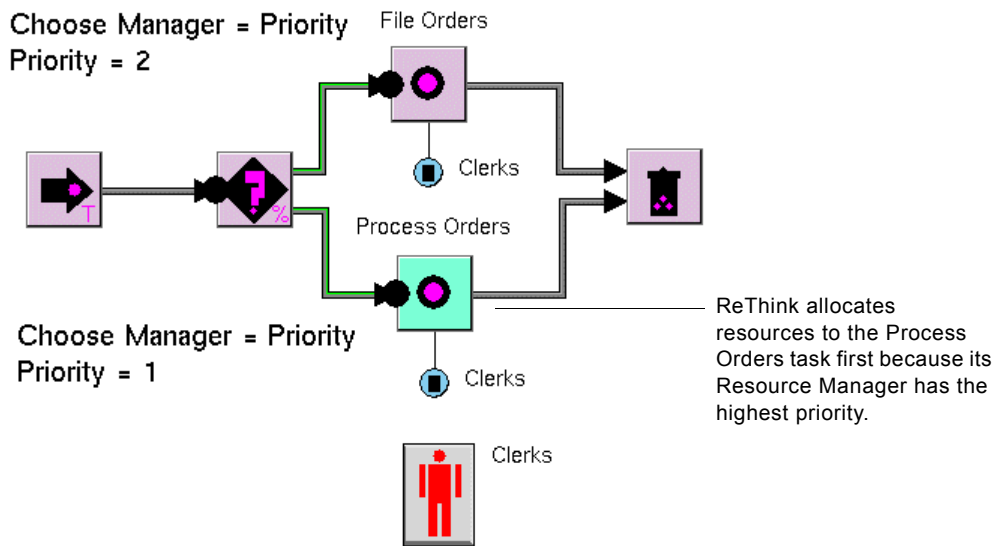 Choose Manager = Priority
Priority = 2
File Orders
Clerks
T
%
Process Orders
Choose Manager = Priority
Priority = 1
Clerks
ReThink allocates
resources to the Process
Orders task first because its
Resource Manager has the
highest priority.
Clerks